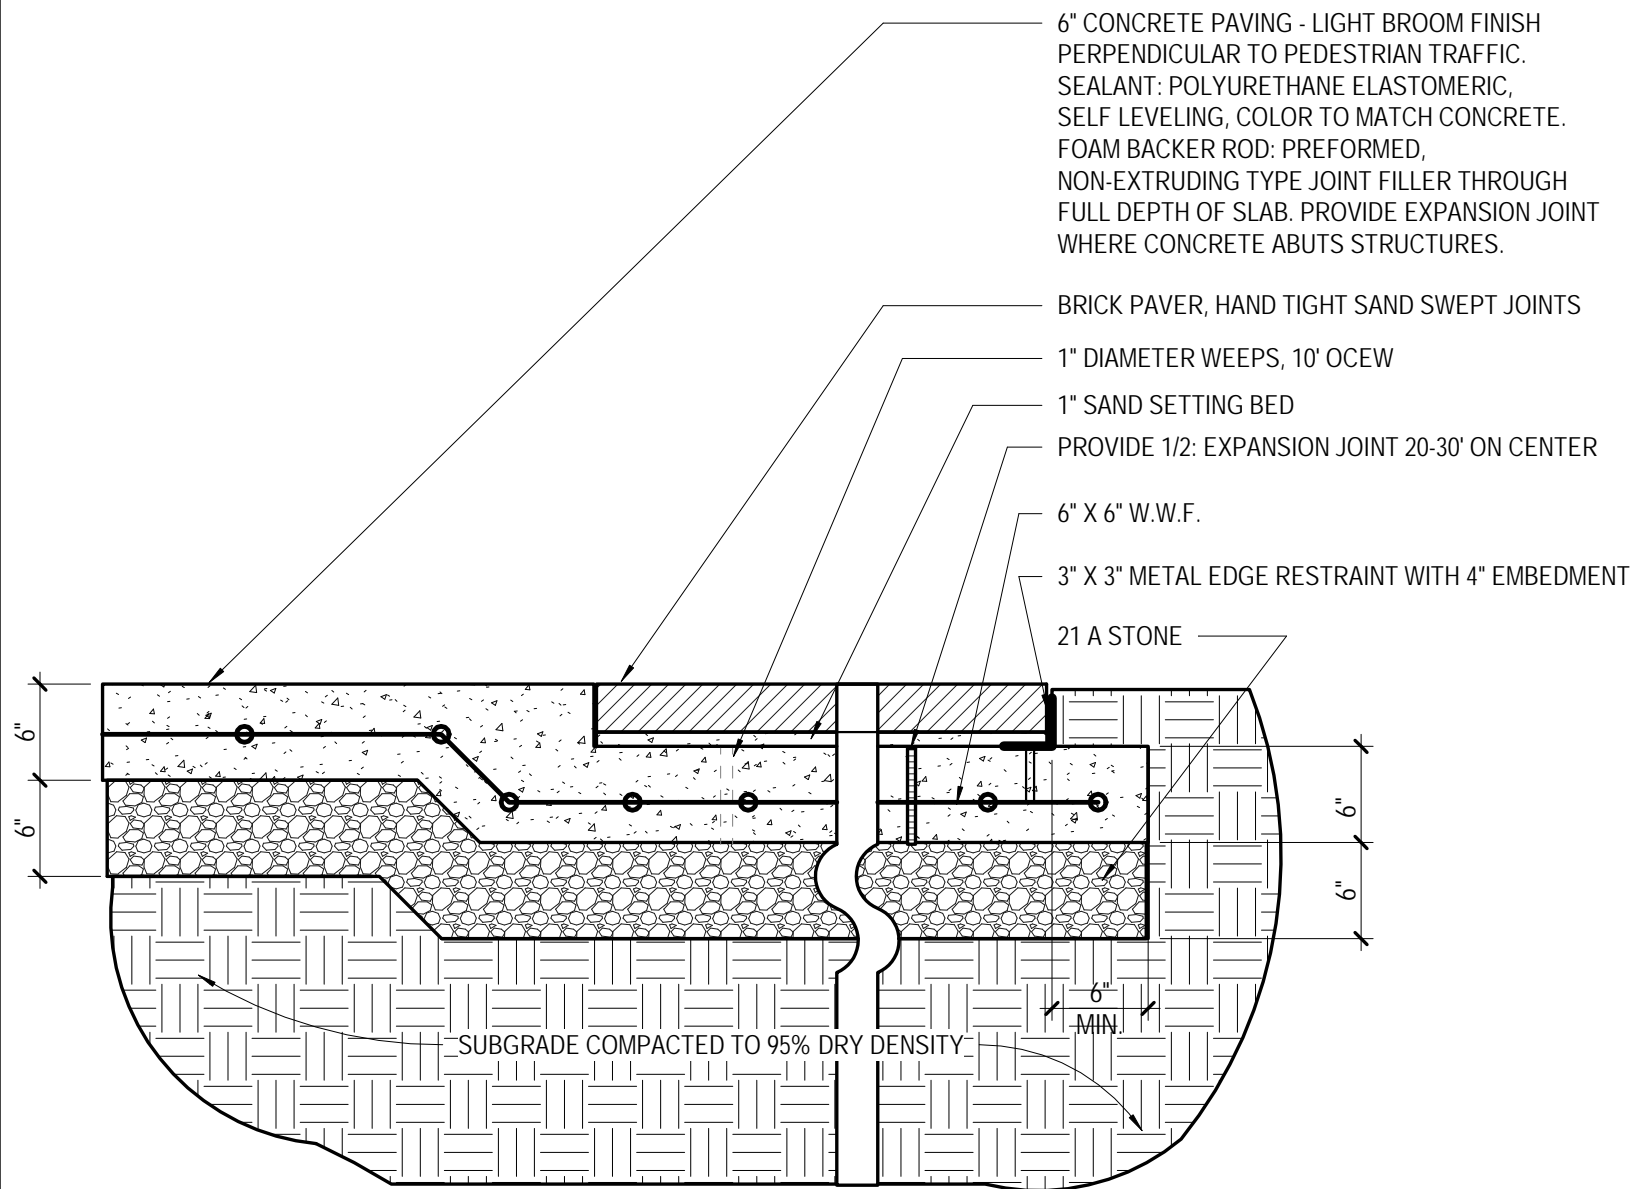 6" CONCRETE PAVING - LIGHT BROOM FINISH
PERPENDICULAR TO PEDESTRIAN TRAFFIC.
SEALANT: POLYURETHANE ELASTOMERIC,
SELF LEVELING, COLOR TO MATCH CONCRETE.
FOAM BACKER ROD: PREFORMED,
NON-EXTRUDING TYPE JOINT FILLER THROUGH
FULL DEPTH OF SLAB. PROVIDE EXPANSION JOINT
WHERE CONCRETE ABUTS STRUCTURES.
BRICK PAVER, HAND TIGHT SAND SWEPT JOINTS
1" DIAMETER WEEPS, 10' OCEW
1" SAND SETTING BED
PROVIDE 1/2: EXPANSION JOINT 20-30' ON CENTER
6" X 6" W.W.F.
3" X 3" METAL EDGE RESTRAINT WITH 4" EMBEDMENT
21 A STONE
6"
6"
6"
6"
6"
MIN.
SUBGRADE COMPACTED TO 95% DRY DENSITY